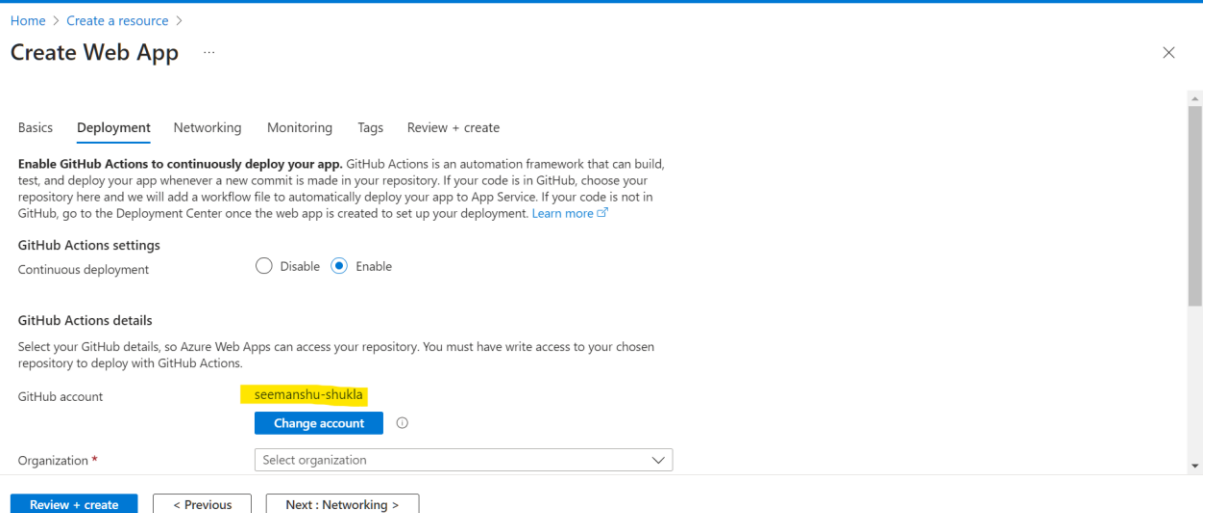 Home > Create a resource >
Create Web App ...
Basics Deployment Networking Monitoring Tags Review + create
Enable GitHub Actions to continuously deploy your app. GitHub Actions is an automation framework that can build,
test, and deploy your app whenever a new commit is made in your repository. If your code is in GitHub, choose your
repository here and we will add a workflow file to automatically deploy your app to App Service. If your code is not in
GitHub, go to the Deployment Center once the web app is created to set up your deployment. Learn more
GitHub Actions settings
Continuous deployment Disable Enable
GitHub Actions details
Select your GitHub details, so Azure Web Apps can access your repository. You must have write access to your chosen
repository to deploy with GitHub Actions.
GitHub account seemanshu-shukla
Change account
Organization * Select organization
Review + create < Previous Next : Networking >